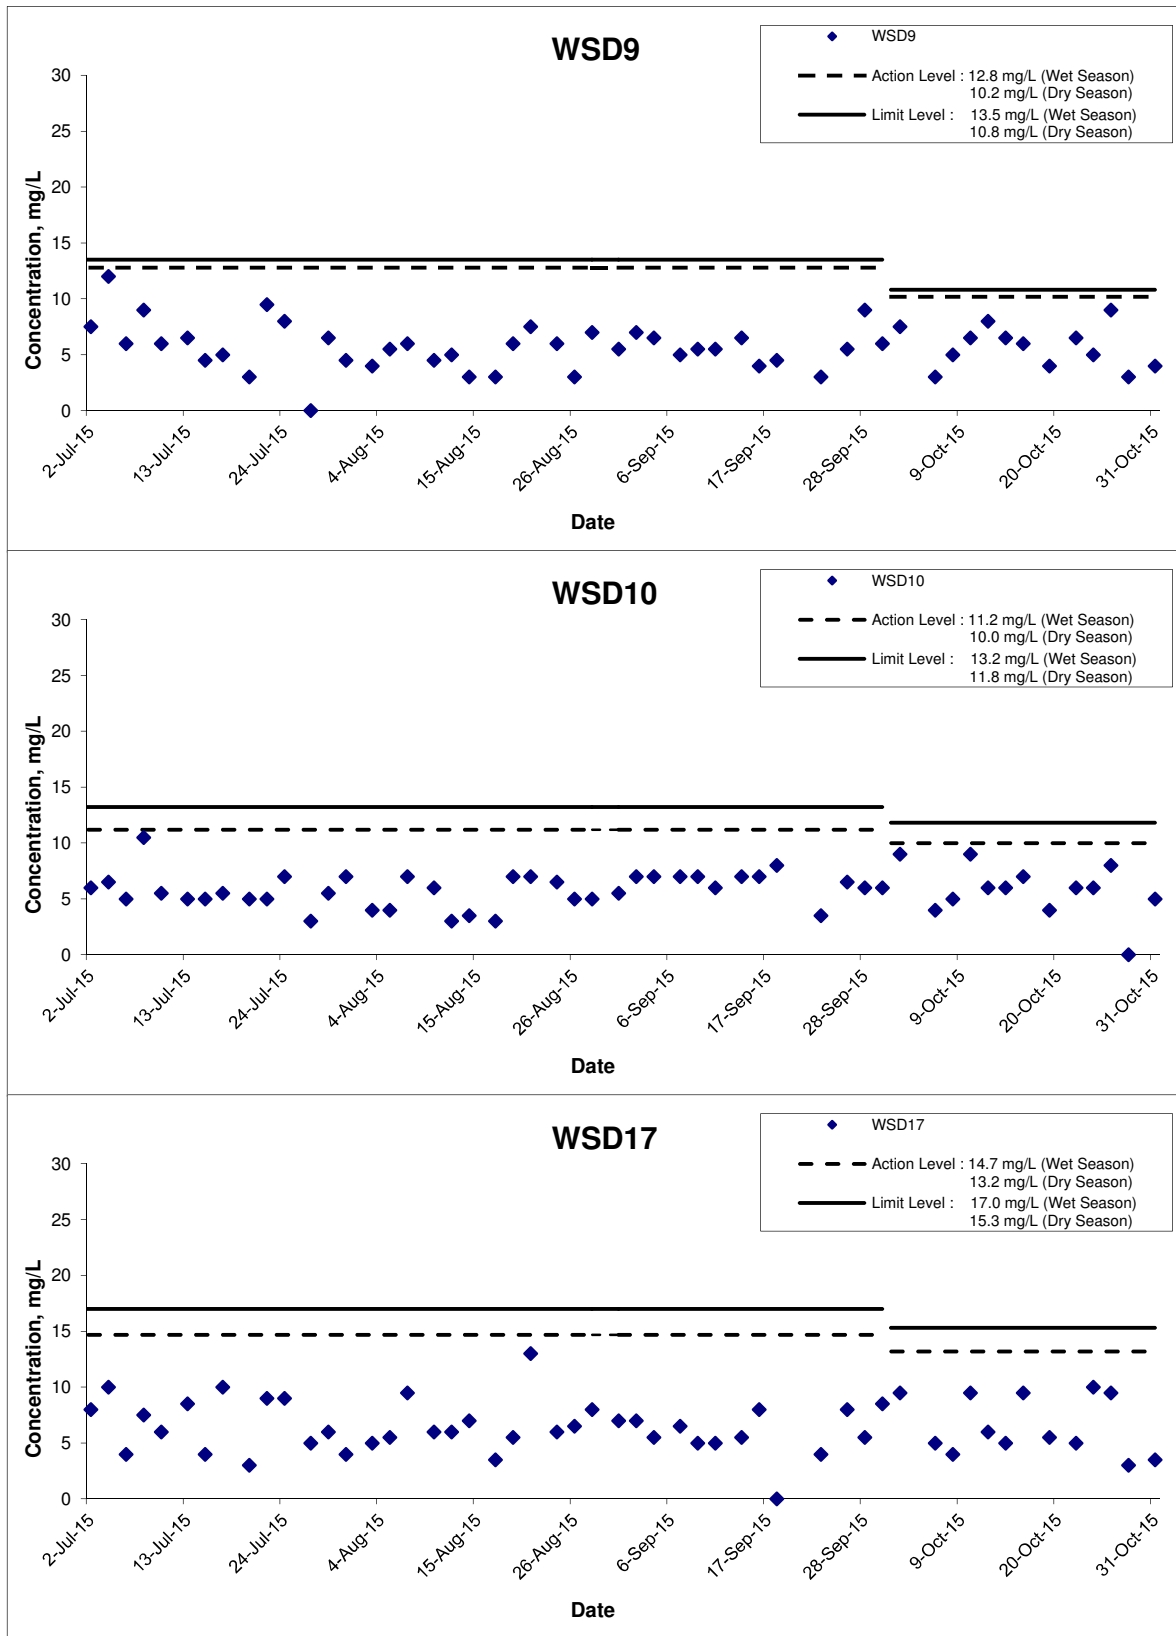 WSD9
WSD9
Action Level : 12.8 mg/L (Wet Season)
10.2 mg/L (Dry Season)
Limit Level : 13.5 mg/L (Wet Season)
10.8 mg/L (Dry Season)
Concentration, mg/L
30
25
20
15
10
5
0
2-Jul-15
13-Jul-15
24-Jul-15
4-Aug-15
15-Aug-15
26-Aug-15
6-Sep-15
17-Sep-15
28-Sep-15
9-Oct-15
20-Oct-15
31-Oct-15
Date
WSD10
WSD10
Action Level : 11.2 mg/L (Wet Season)
10.0 mg/L (Dry Season)
Limit Level : 13.2 mg/L (Wet Season)
11.8 mg/L (Dry Season)
Concentration, mg/L
30
25
20
15
10
5
0
2-Jul-15
13-Jul-15
24-Jul-15
4-Aug-15
15-Aug-15
26-Aug-15
6-Sep-15
17-Sep-15
28-Sep-15
9-Oct-15
20-Oct-15
31-Oct-15
Date
WSD17
WSD17
Action Level : 14.7 mg/L (Wet Season)
13.2 mg/L (Dry Season)
Limit Level : 17.0 mg/L (Wet Season)
15.3 mg/L (Dry Season)
Concentration, mg/L
30
25
20
15
10
5
0
2-Jul-15
13-Jul-15
24-Jul-15
4-Aug-15
15-Aug-15
26-Aug-15
6-Sep-15
17-Sep-15
28-Sep-15
9-Oct-15
20-Oct-15
31-Oct-15
Date